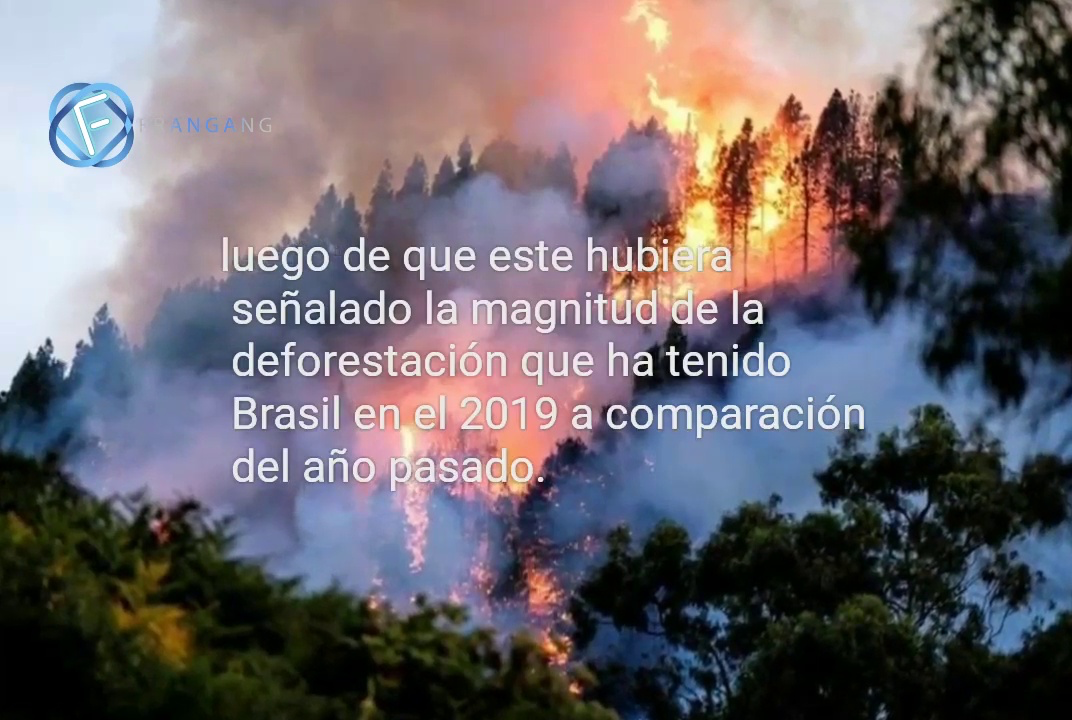 luego de que este hubiera
señalado la magnitud de la
deforestación que ha tenido
Brasil en el 2019 a comparación
del año pasado.